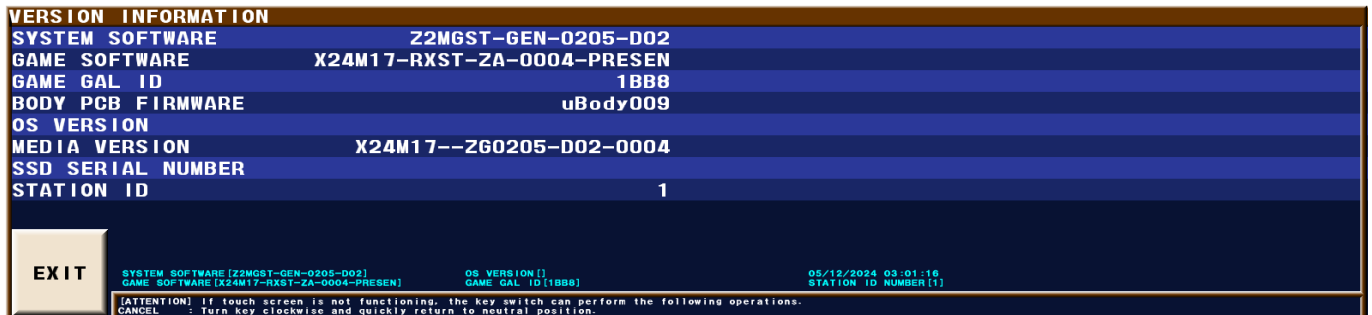 VERSION INFORMATION
SYSTEM SOFTWARE Z2MGST-GEN-0205-D02
GAME SOFTWARE X24M17-RXST-ZA-0004-PRESEN
GAME GAL ID 1BB8
BODY PCB FIRMWARE uBody009
OS VERSION
MEDIA VERSION X24M17--ZG0205-D02-0004
SSD SERIAL NUMBER
STATION ID 1
EXIT
SYSTEM SOFTWARE[Z2MGST-GEN-0205-D02] OS VERSION[] 05/12/2024 03:01:16
GAME SOFTWARE[X24M17-RXST-ZA-0004-PRESEN] GAME GAL ID[1BB8] STATION ID NUMBER[1]
[ATTENTION] If touch screen is not functioning, the key switch can perform the following operations.
CANCEL : Turn key clockwise and quickly return to neutral position.